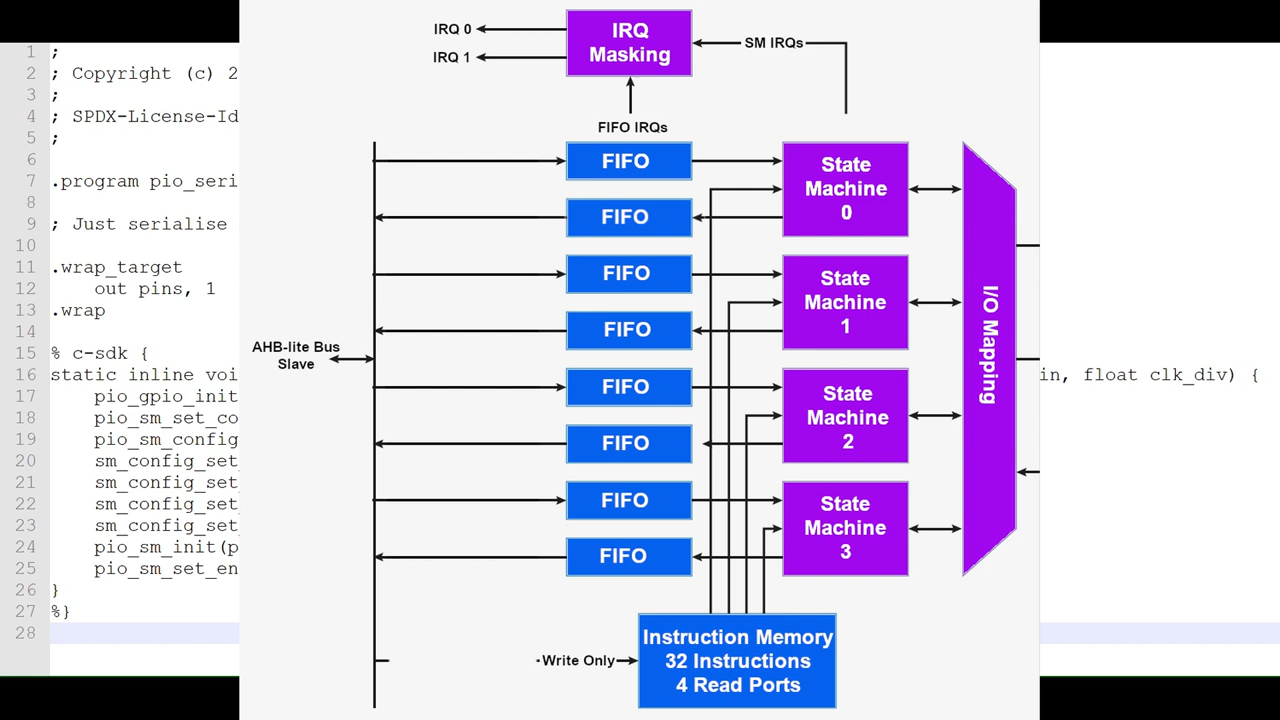 IRQ 0
IRQ 1
IRQ
Masking
SM IRQs
FIFO IRQs
FIFO
FIFO
FIFO
FIFO
FIFO
FIFO
FIFO
FIFO
State
Machine
0
State
Machine
1
State
Machine
2
State
Machine
3
I/O Mapping
AHB-lite Bus
Slave
Write Only
Instruction Memory
32 Instructions
4 Read Ports
1 ;
2 ; Copyright (c) 2
3 ;
4 ; SPDX-License-Id
5 ;
6
7 .program pio_seri
8
9 ; Just serialise
10
11 .wrap_target
12 out pins, 1
13 .wrap
14
15 % c-sdk {
16 static inline voi in, float clk_div) {
17 pio_gpio_init
18 pio_sm_set_co
19 pio_sm_config
20 sm_config_set_
21 sm_config_set_
22 sm_config_set_
23 sm_config_set_
24 pio_sm_init(p
25 pio_sm_set_en
26 }
27 %}
28